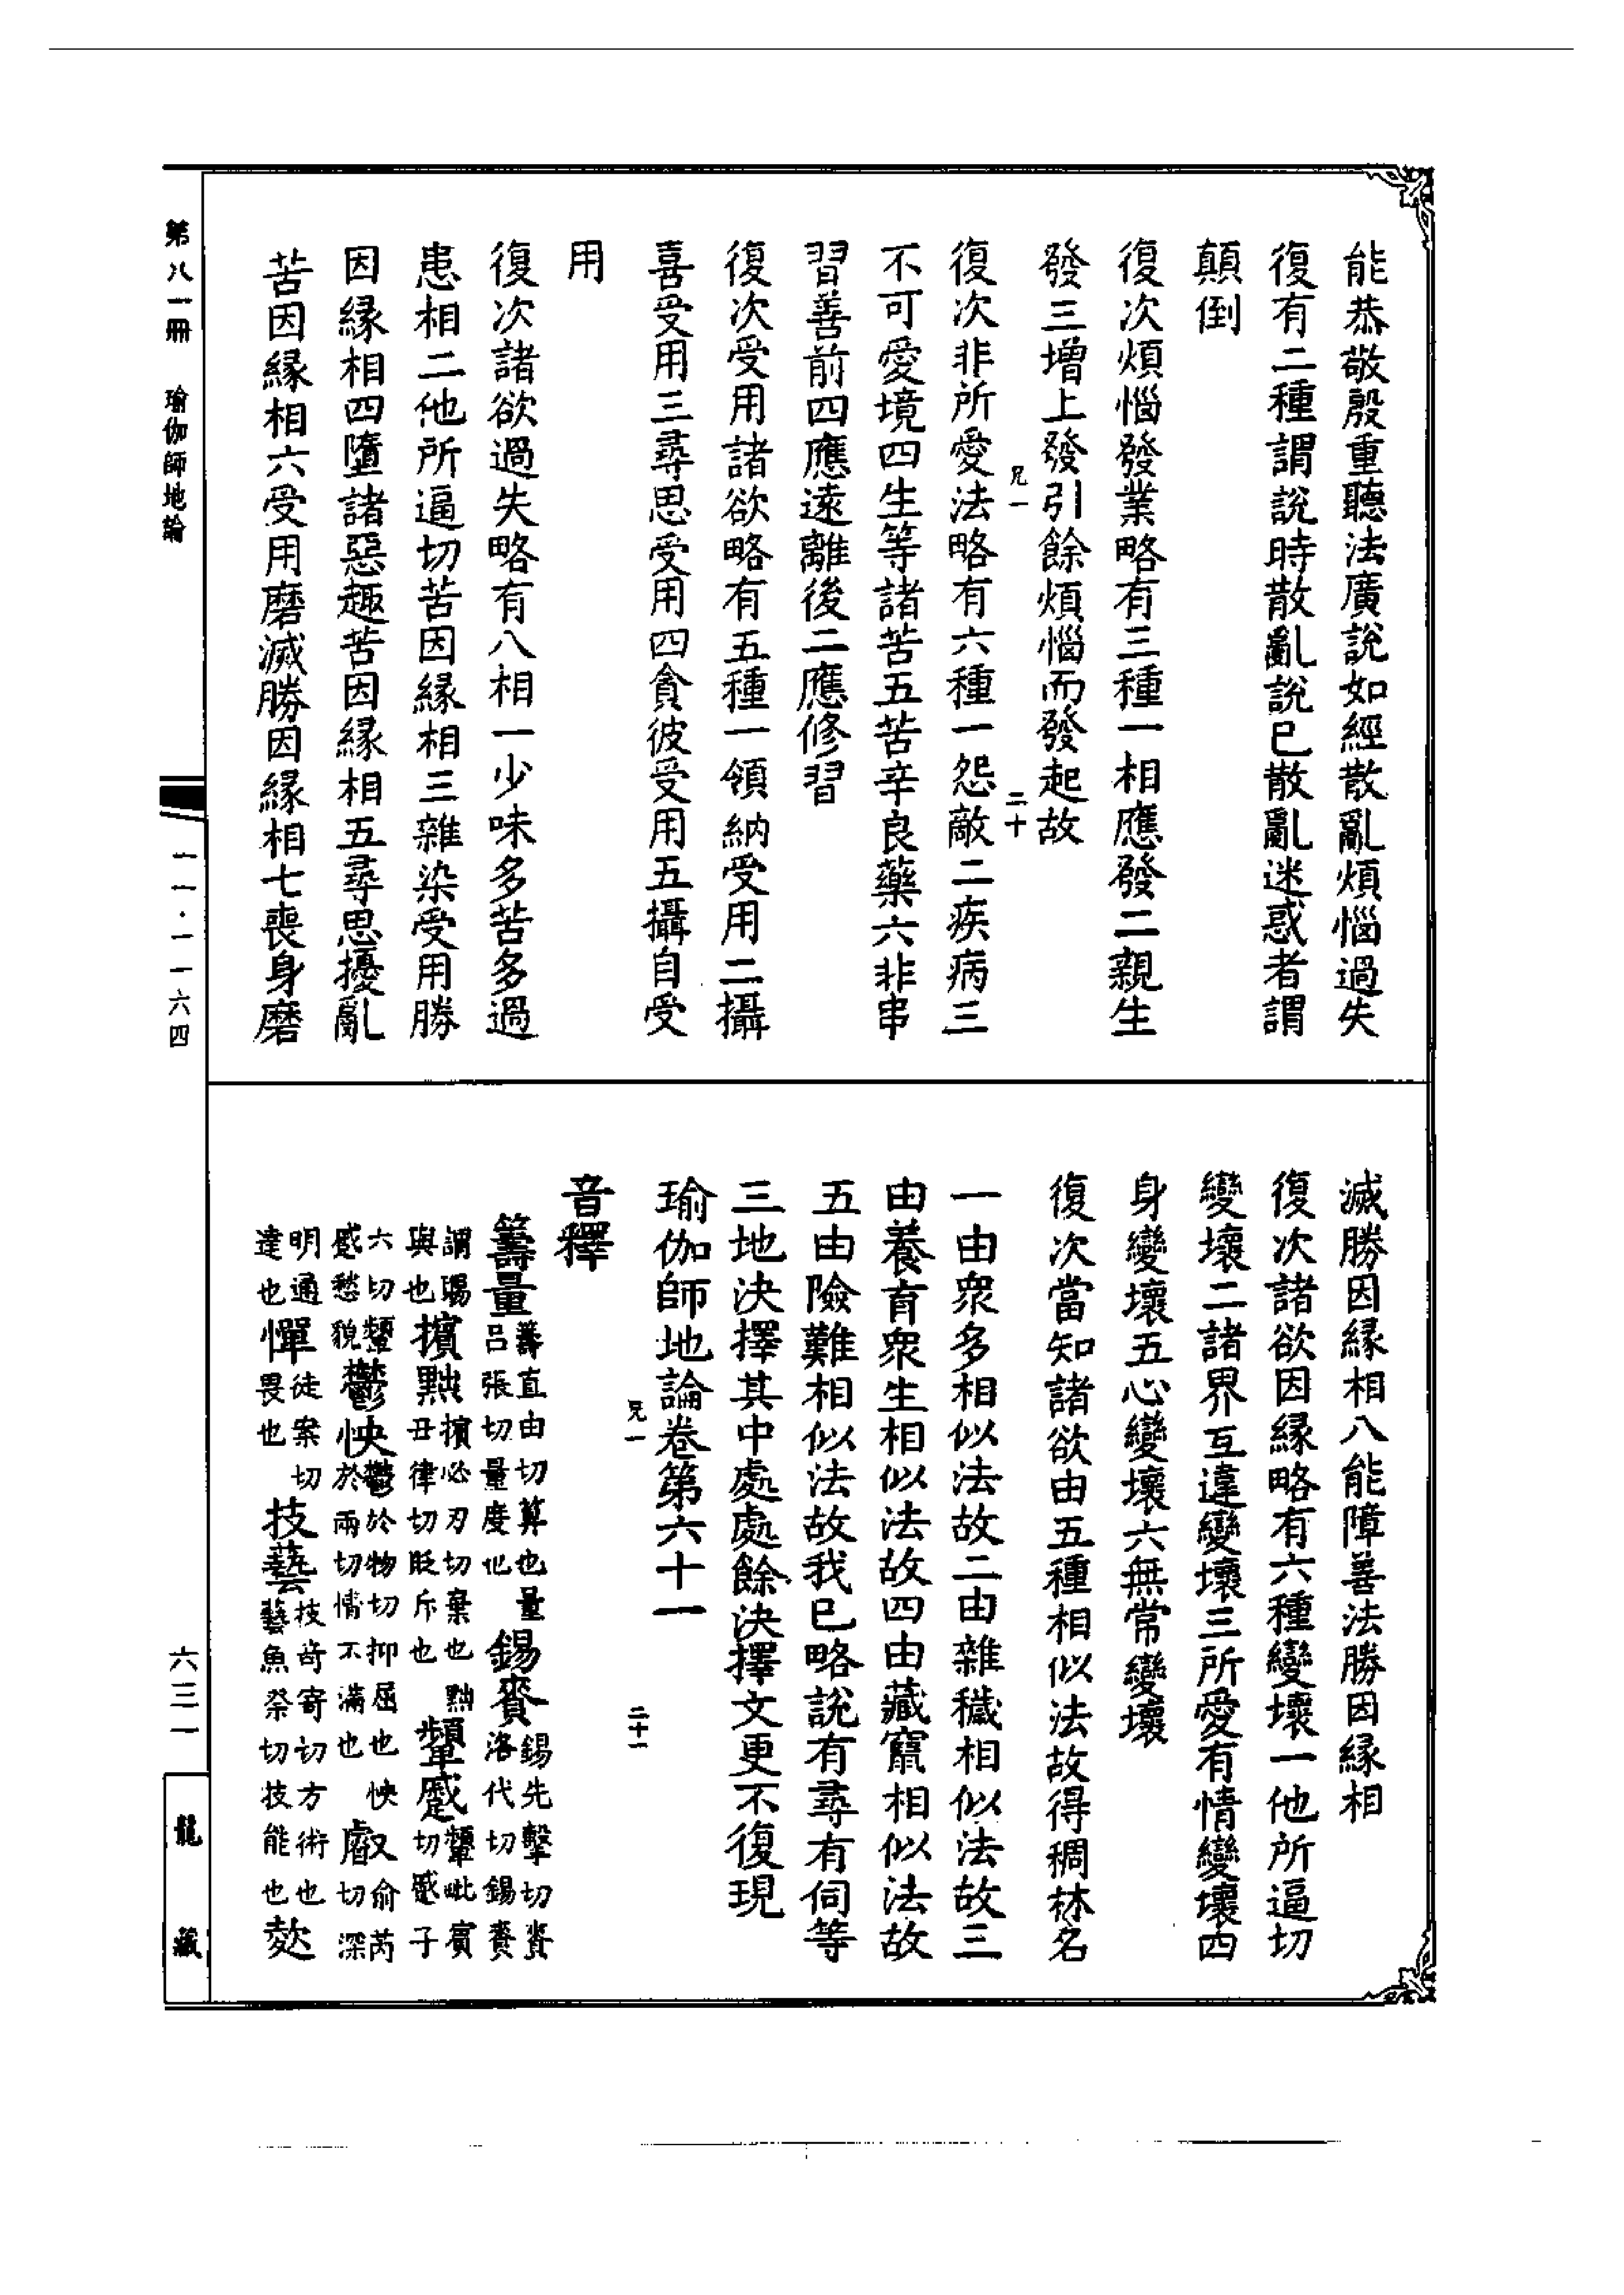 能恭敬殷重聽法廣說如經散亂煩惱過失
復有二種謂說時散亂說已散亂迷惑者謂
顛倒
復次煩惱發業略有三種一相應發二親生
發三增上發引餘煩惱而發起故
兄一 二十
復次非所愛法略有六種一怨敵二疾病三
不可愛境四生等諸苦五苦辛良藥六非串
習善前四應遠離後二應修習
復次受用諸欲略有五種一領納受用二攝
喜受用三尋思受用四貪彼受用五攝自受
用
復次諸欲過失略有八相一少味多苦多過
患相二他所逼切苦因緣相三雜染受用勝
因緣相四墮諸惡趣苦因緣相五尋思擾亂
苦因緣相六受用磨滅勝因緣相七喪身磨
滅勝因緣相八能障善法勝因緣相
復次諸欲因緣略有六種變壞一他所逼切
變壞二諸界互違變壞三所愛有情變壞四
身變壞五心變壞六無常變壞
復次當知諸欲由五種相似法故得稠林名
一由眾多相似法故二由雜穢相似法故三
由養育眾生相似法故四由藏竄相似法故
五由險難相似法故我已略說有尋有伺等
三地決擇其中處處餘決擇文更不復現
瑜伽師地論卷第六十一
兄一 二十一
音釋
籌量 籌直由切算也量 呂張切量度也 錫賚 錫先擊切賚 洛代切錫賚
謂賜 與也 擯黜 擯必刃切棄也黜 丑律切貶斥也 顰蹙 顰毗賓 切蹙子
六切顰 蹙愁貌 鬱怏 鬱於物切抑屈也怏 於兩切情不滿也 叡 俞芮 切深
明通 達也 憚 徒案切 畏也 技藝 技奇寄切方術也 藝魚祭切技能也 欻
第八一冊 瑜伽師地論
一一·一一六四
六三一
龍藏